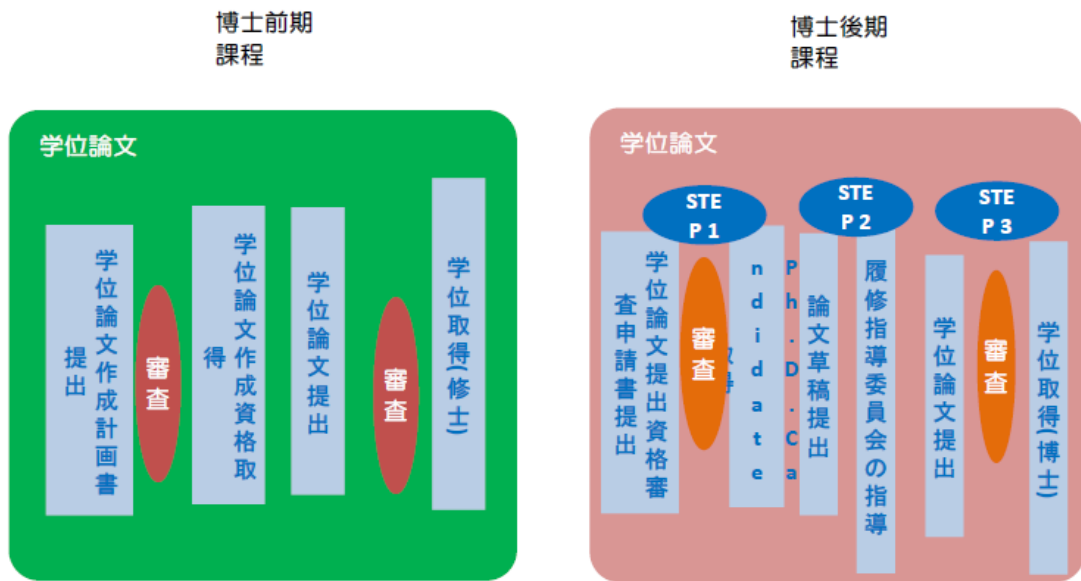 博士前期
課程
学位論文
学位論文作成計画書
提出
審査
学位論文作成資格取
得
学位論文提出
審査
学位取得(修士)
博士後期
課程
学位論文
STE
P 1
STE
P 2
STE
P 3
学位論文提出資格審
査申請書提出
審査
Ph.D.Ca
ndidate
取得
論文草稿提出
履修指導委員会の指導
学位論文提出
審査
学位取得(博士)